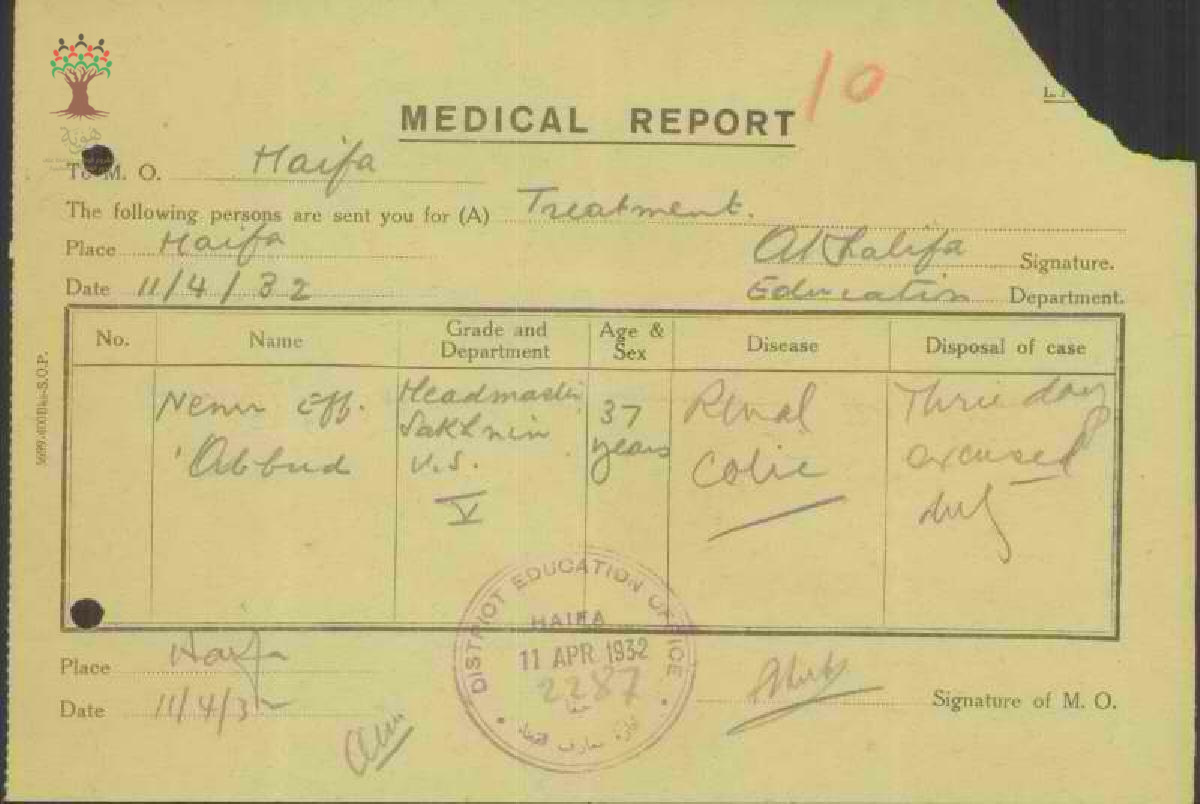 10
MEDICAL REPORT
هوية
To M. O. Haifa
The following persons are sent you for (A) Treatment.
Place Haifa
Signature.
Date 11/4/32 Education Department.
No. Name Grade and Department Age & Sex Disease Disposal of case
Nemr Eff. Headmaster 37 Renal Three days
'Abbud Sakhnin years Colic excused
V.S. duty
V
DISTRICT EDUCATION OFFICE
HAIFA
11 APR 1932
2287
حيفا
Place Haifa
Date 11/4/32 Signature of M. O.